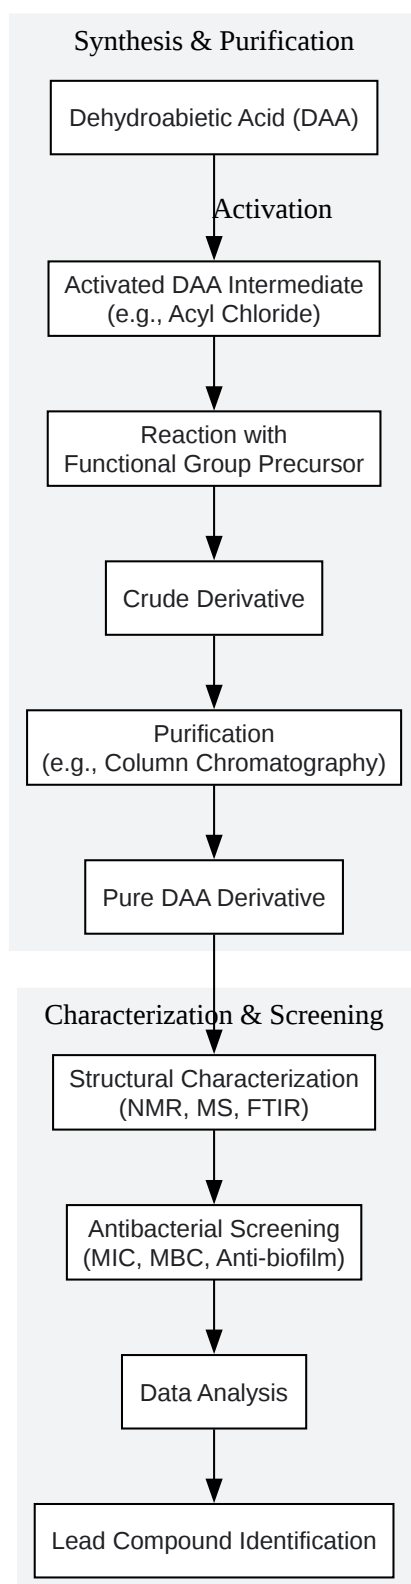 Synthesis & Purification
Dehydroabietic Acid (DAA)
Activation
Activated DAA Intermediate
(e.g., Acyl Chloride)
Reaction with
Functional Group Precursor
Crude Derivative
Purification
(e.g., Column Chromatography)
Pure DAA Derivative
Characterization & Screening
Structural Characterization
(NMR, MS, FTIR)
Antibacterial Screening
(MIC, MBC, Anti-biofilm)
Data Analysis
Lead Compound Identification